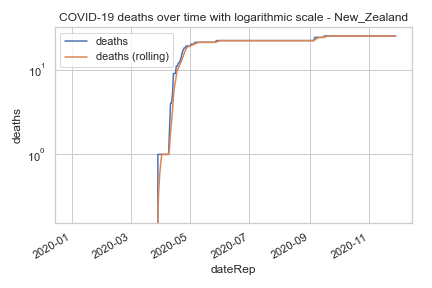 COVID-19 deaths over time with logarithmic scale - New_Zealand
deaths
deaths (rolling)
10^1
10^0
deaths
2020-01
2020-03
2020-05
2020-07
2020-09
2020-11
dateRep